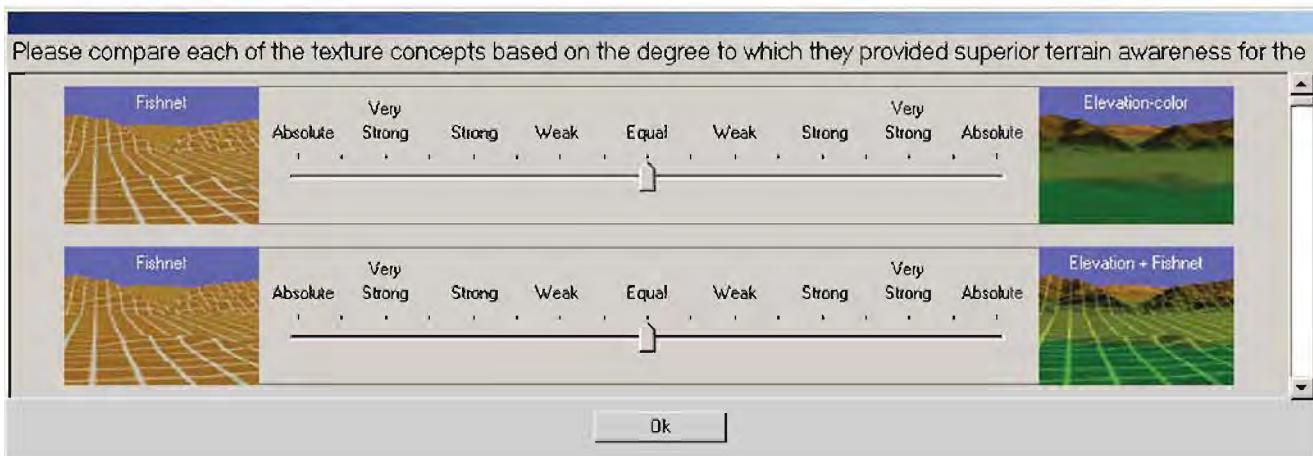 Please compare each of the texture concepts based on the degree to which they provided superior terrain awareness for the
Fishnet
Very
Absolute Strong Strong Weak Equal Weak Strong Strong Absolute
Very
Elevation-color
Fishnet
Very
Absolute Strong Strong Weak Equal Weak Strong Strong Absolute
Very
Elevation + Fishnet
Ok